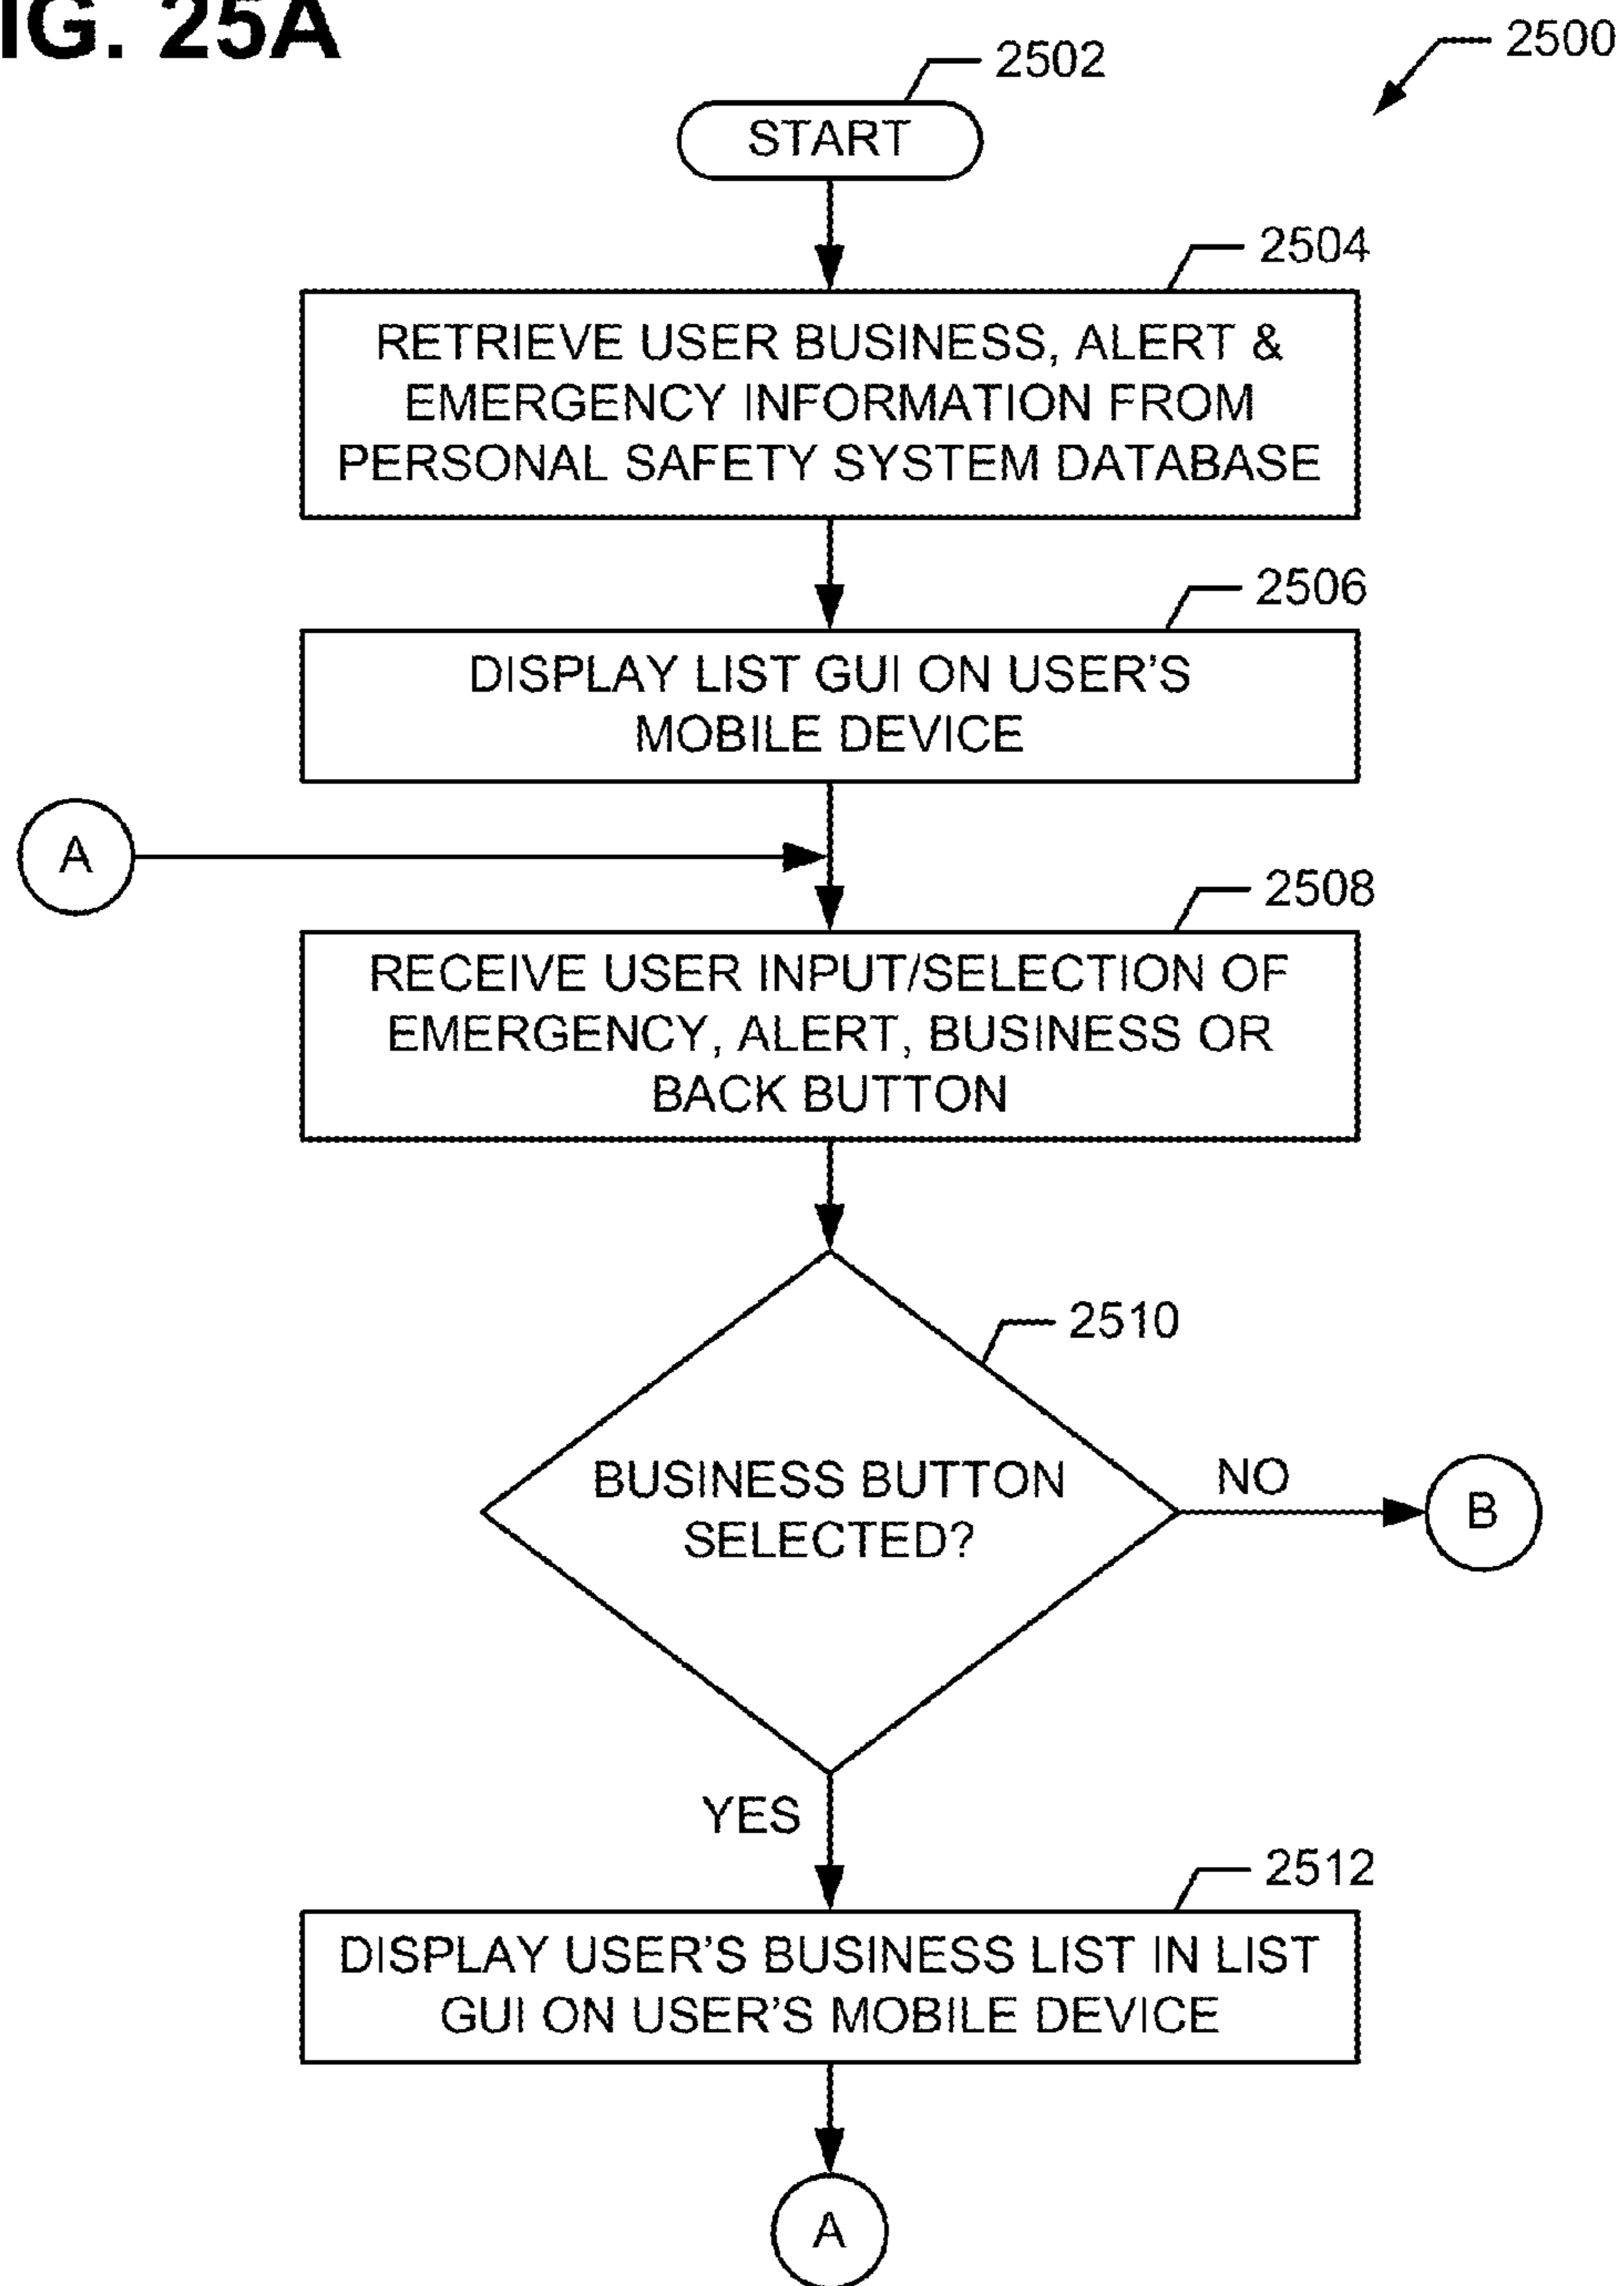 IG. 25A
2500
2502
START
2504
RETRIEVE USER BUSINESS, ALERT &
EMERGENCY INFORMATION FROM
PERSONAL SAFETY SYSTEM DATABASE
2506
DISPLAY LIST GUI ON USER'S
MOBILE DEVICE
A
2508
RECEIVE USER INPUT/SELECTION OF
EMERGENCY, ALERT, BUSINESS OR
BACK BUTTON
2510
BUSINESS BUTTON
SELECTED?
NO
B
YES
2512
DISPLAY USER'S BUSINESS LIST IN LIST
GUI ON USER'S MOBILE DEVICE
A